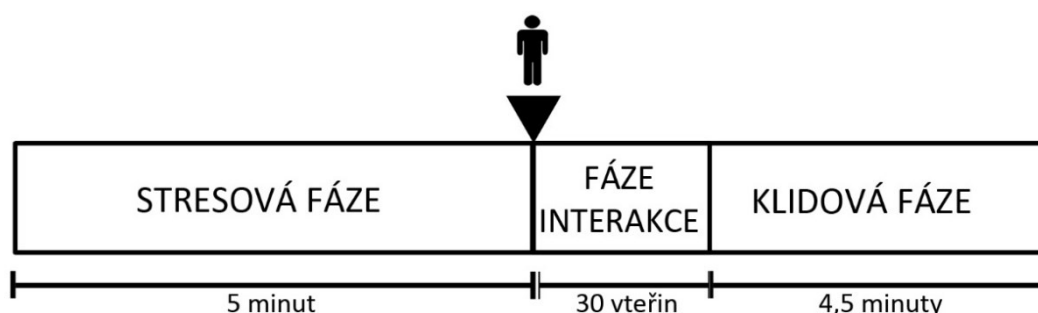 STRESOVÁ FÁZE
FÁZE
INTERAKCE
KLIDOVÁ FÁZE
5 minut
30 vteřin
4,5 minuty